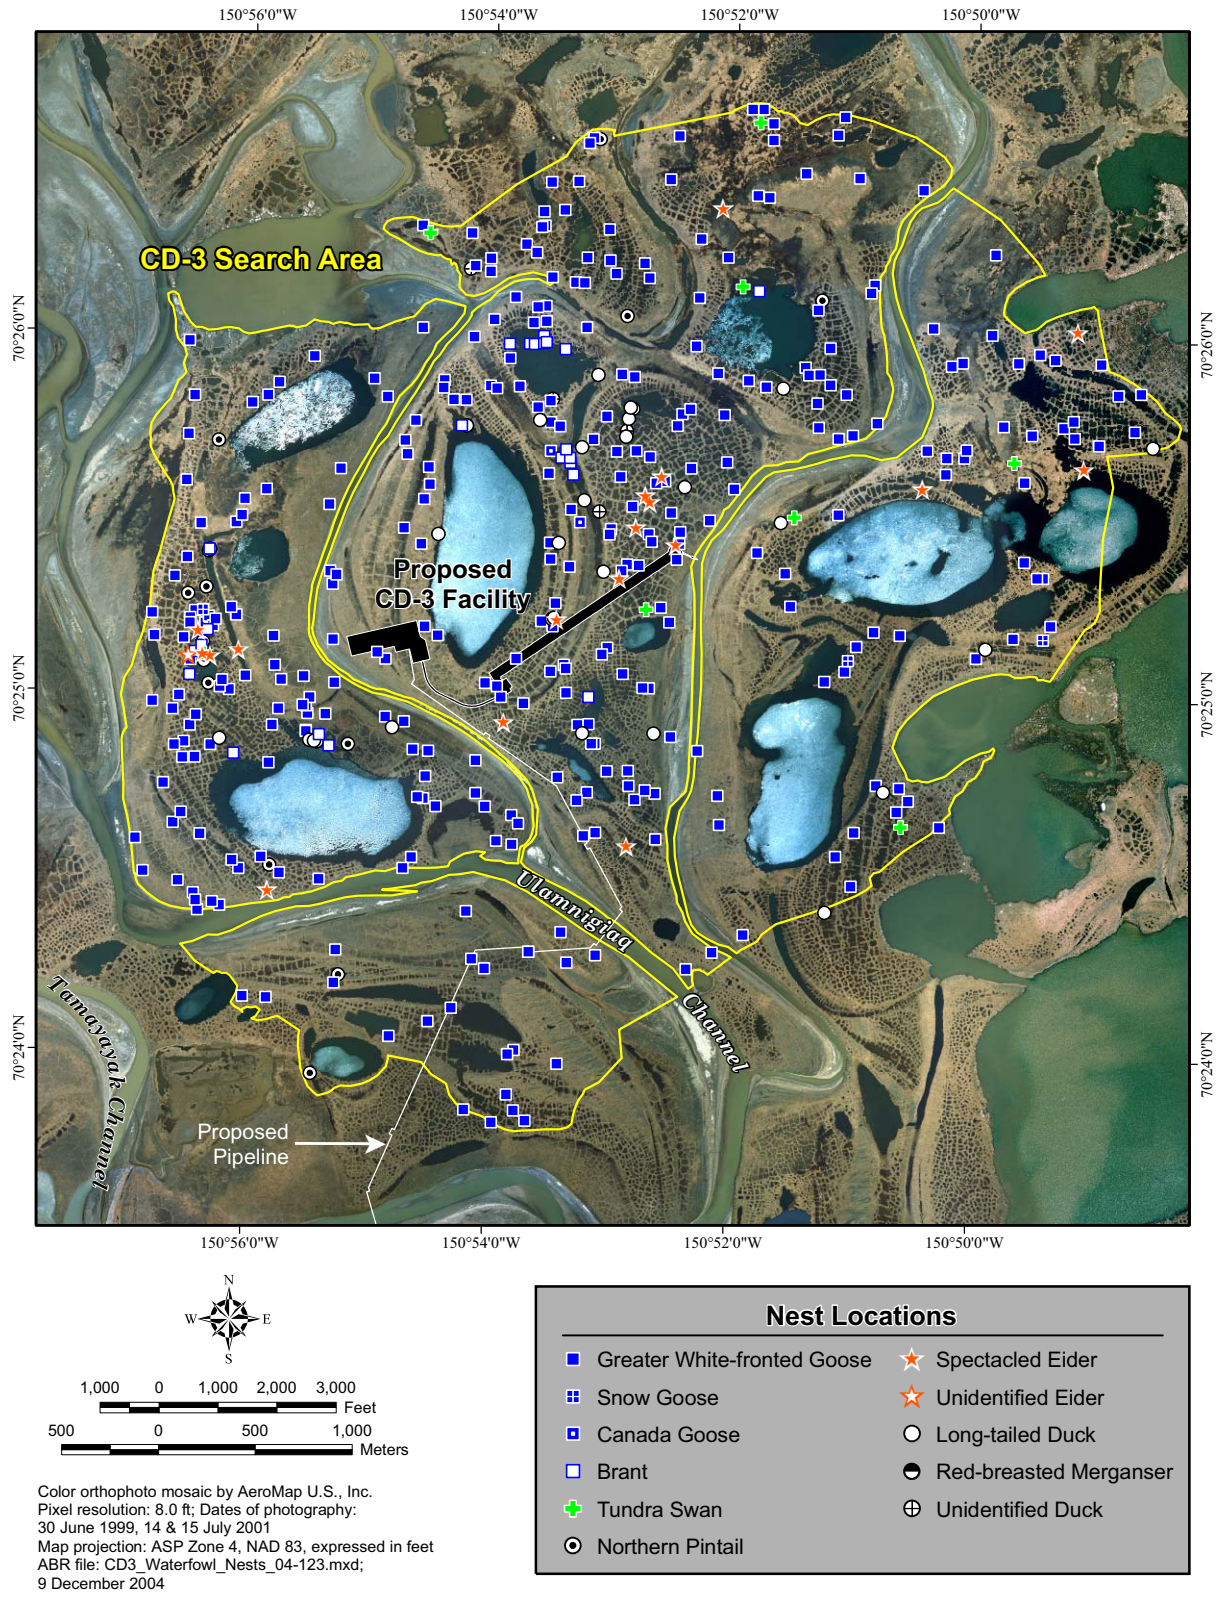 150°56'0"W
150°54'0"W
150°52'0"W
150°50'0"W
CD-3 Search Area
70°26'0"N
70°26'0"N
Proposed
CD-3 Facility
70°25'0"N
70°25'0"N
Ulamnigiaq
Channel
Tamayayak Channel
70°24'0"N
70°24'0"N
Proposed
Pipeline
150°56'0"W
150°54'0"W
150°52'0"W
150°50'0"W
N
W
E
S
1,000 0 1,000 2,000 3,000
Feet
500 0 500 1,000
Meters
Color orthophoto mosaic by AeroMap U.S., Inc.
Pixel resolution: 8.0 ft; Dates of photography:
30 June 1999, 14 & 15 July 2001
Map projection: ASP Zone 4, NAD 83, expressed in feet
ABR file: CD3_Waterfowl_Nests_04-123.mxd;
9 December 2004
Nest Locations
Greater White-fronted Goose
Snow Goose
Canada Goose
Brant
Tundra Swan
Northern Pintail
Spectacled Eider
Unidentified Eider
Long-tailed Duck
Red-breasted Merganser
Unidentified Duck